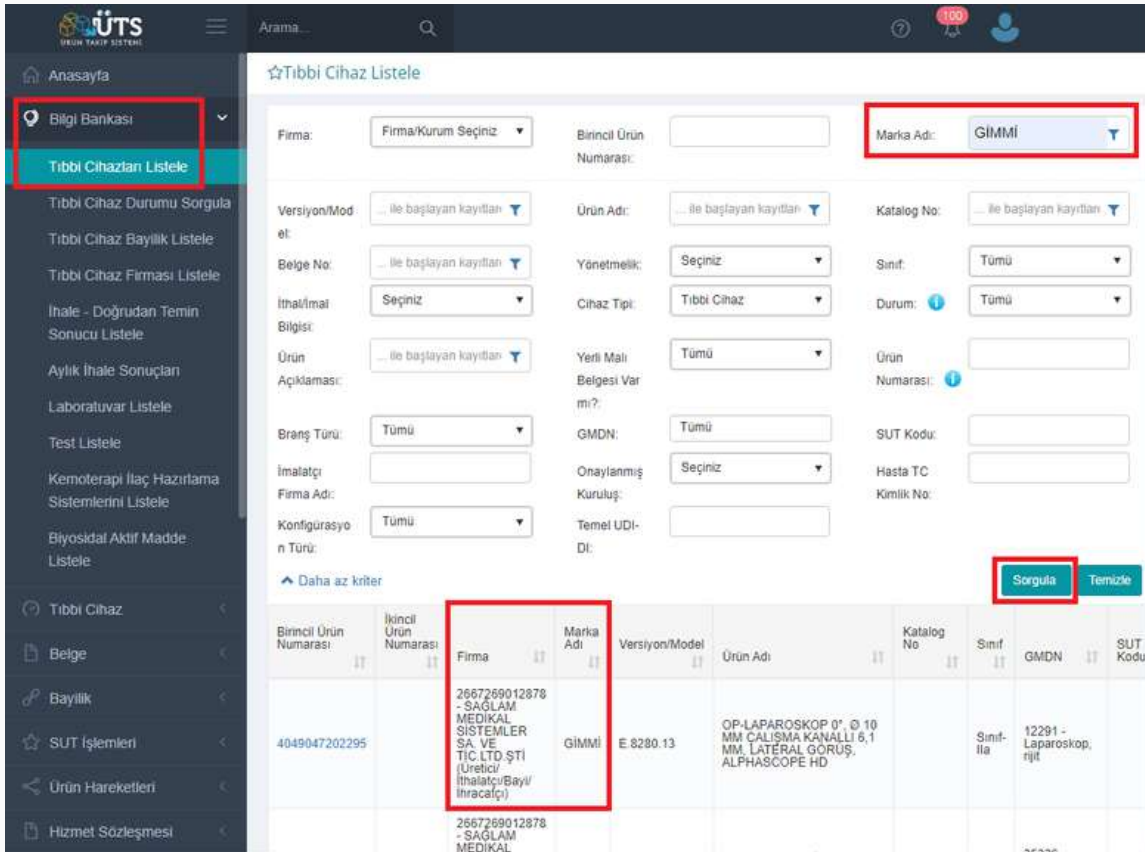 ÜTS
ÜRÜN TAKİP SİSTEMİ
Arama...
100
Anasayfa
Bilgi Bankası
Tıbbi Cihazları Listele
Tıbbi Cihaz Durumu Sorgula
Tıbbi Cihaz Bayilik Listele
Tıbbi Cihaz Firması Listele
İhale - Doğrudan Temin
Sonucu Listele
Aylık İhale Sonuçları
Laboratuvar Listele
Test Listele
Kemoterapi İlaç Hazırlama
Sistemlerini Listele
Biyosidal Aktif Madde
Listele
Tıbbi Cihaz
Belge
Bayilik
SUT İşlemleri
Ürün Hareketleri
Hizmet Sözleşmesi
Tıbbi Cihaz Listele
Firma:
Firma/Kurum Seçiniz
Birincil Ürün
Numarası:
Marka Adı:
GİMMİ
Versiyon/Mod
el:
... ile başlayan kayıtları
Ürün Adı:
... ile başlayan kayıtları
Katalog No:
... ile başlayan kayıtları
Belge No:
... ile başlayan kayıtları
Yönetmelik:
Seçiniz
Sınıf:
Tümü
İthal/İmal
Bilgisi:
Seçiniz
Cihaz Tipi:
Tıbbi Cihaz
Durum:
Tümü
Ürün
Açıklaması:
... ile başlayan kayıtları
Yerli Malı
Belgesi Var
mı?:
Tümü
Ürün
Numarası:
Branş Türü:
Tümü
GMDN:
Tümü
SUT Kodu:
İmalatçı
Firma Adı:
Onaylanmış
Kuruluş:
Seçiniz
Hasta TC
Kimlik No:
Konfigürasyo
n Türü:
Tümü
Temel UDI-
DI:
Daha az kriter
Sorgula
Temizle
Birincil Ürün
Numarası
İkincil
Ürün
Numarası
Firma
Marka
Adı
Versiyon/Model
Ürün Adı
Katalog
No
Sınıf
GMDN
SUT
Kodu
4049047202295
2667269012878
- SAĞLAM
MEDİKAL
SİSTEMLER
SA. VE
TİC.LTD.ŞTİ
(Üretici/
İthalatçı/Bayi/
İhracatçı)
GİMMİ
E.8280.13
OP-LAPAROSKOP 0°, Ø 10
MM ÇALIŞMA KANALLI 6,1
MM, LATERAL GÖRÜŞ,
ALPHASCOPE HD
Sınıf-
IIa
12291 -
Laparoskop,
rijit
2667269012878
- SAĞLAM
MEDİKAL